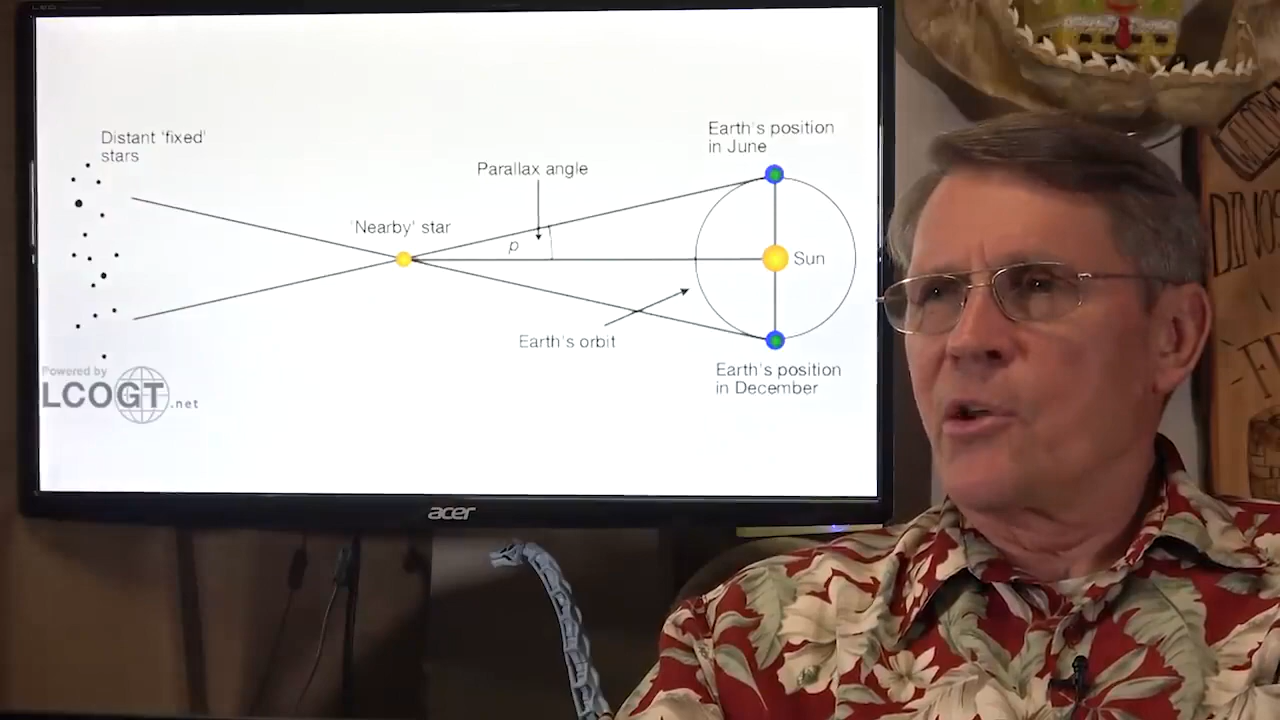 Distant 'fixed'
stars
Earth's position
in June
Parallax angle
'Nearby' star
p
Sun
Earth's orbit
Earth's position
in December
Powered by
LCOGT.net
acer
DINOS